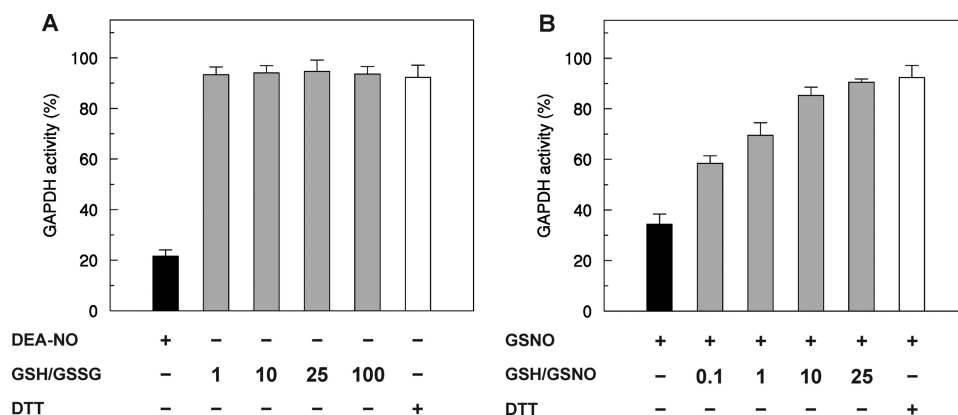 A
GAPDH activity (%)
100
80
60
40
20
0
DEA-NO + – – – – –
GSH/GSSG – 1 10 25 100 –
DTT – – – – – +
B
GAPDH activity (%)
100
80
60
40
20
0
GSNO + + + + + +
GSH/GSNO – 0.1 1 10 25 –
DTT – – – – – +